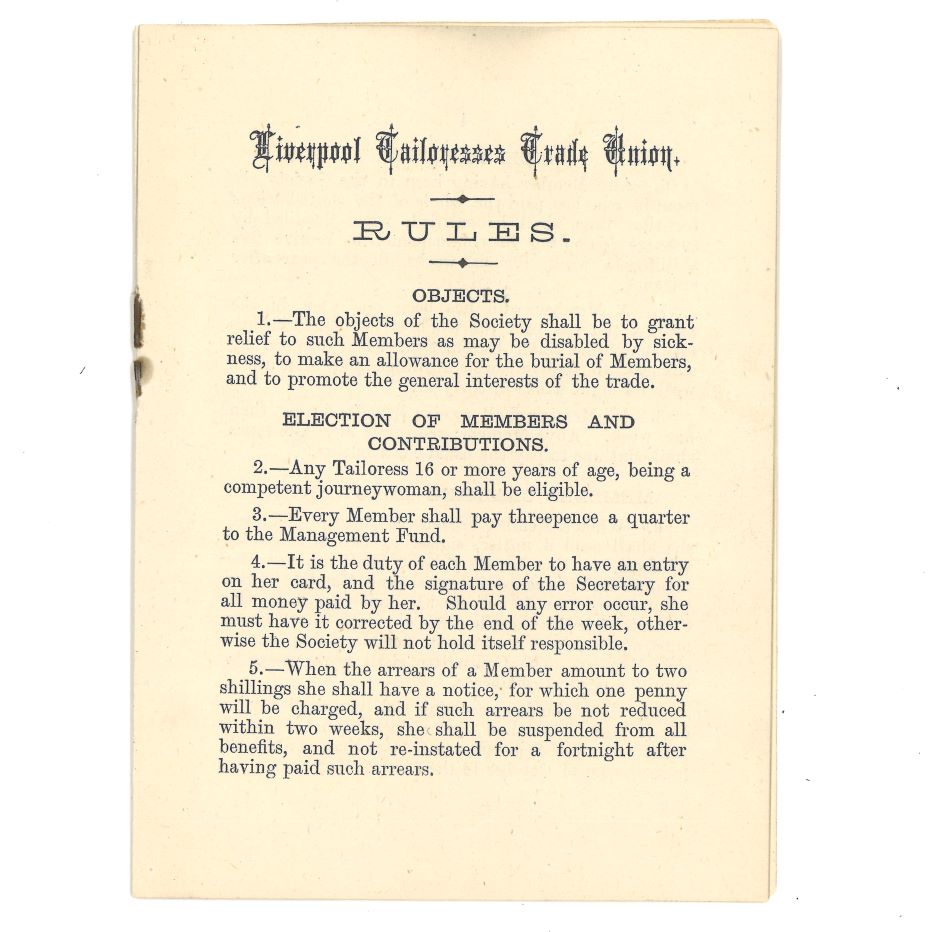 Liverpool Tailoresses Trade Union.
RULES.
OBJECTS.
1.—The objects of the Society shall be to grant
relief to such Members as may be disabled by sick-
ness, to make an allowance for the burial of Members,
and to promote the general interests of the trade.
ELECTION OF MEMBERS AND
CONTRIBUTIONS.
2.—Any Tailoress 16 or more years of age, being a
competent journeywoman, shall be eligible.
3.—Every Member shall pay threepence a quarter
to the Management Fund.
4.—It is the duty of each Member to have an entry
on her card, and the signature of the Secretary for
all money paid by her. Should any error occur, she
must have it corrected by the end of the week, other-
wise the Society will not hold itself responsible.
5.—When the arrears of a Member amount to two
shillings she shall have a notice, for which one penny
will be charged, and if such arrears be not reduced
within two weeks, she shall be suspended from all
benefits, and not re-instated for a fortnight after
having paid such arrears.